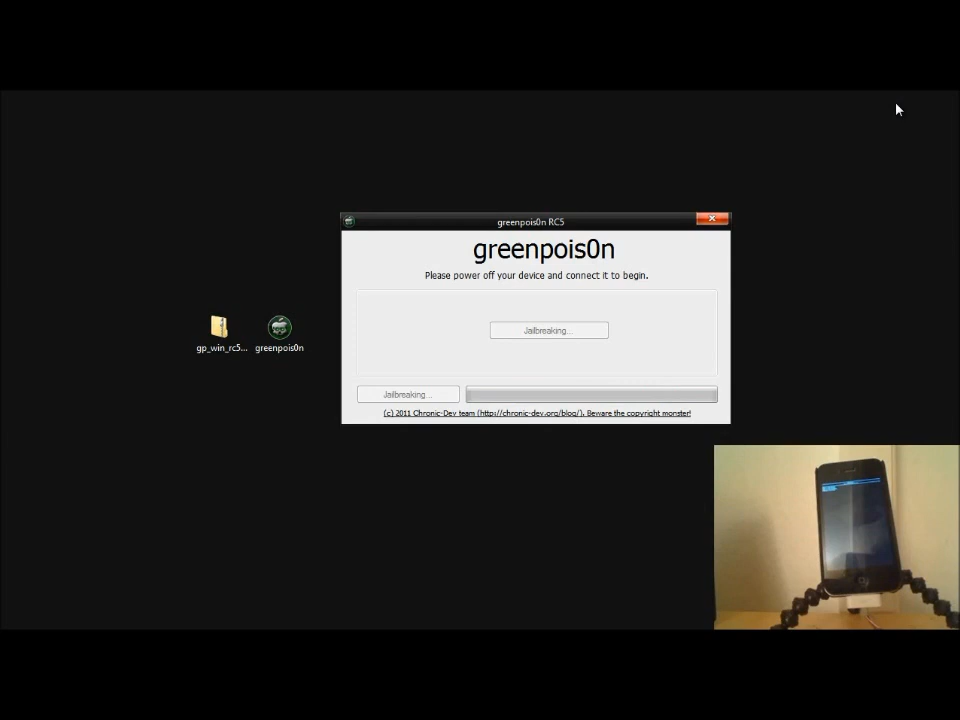 greenpois0n RC5
greenpois0n
Please power off your device and connect it to begin.
Jailbreaking...
gp_win_rc5... greenpois0n
Jailbreaking...
(c) 2011 Chronic-Dev team (http://chronic-dev.org/blog/). Beware the copyright monster!